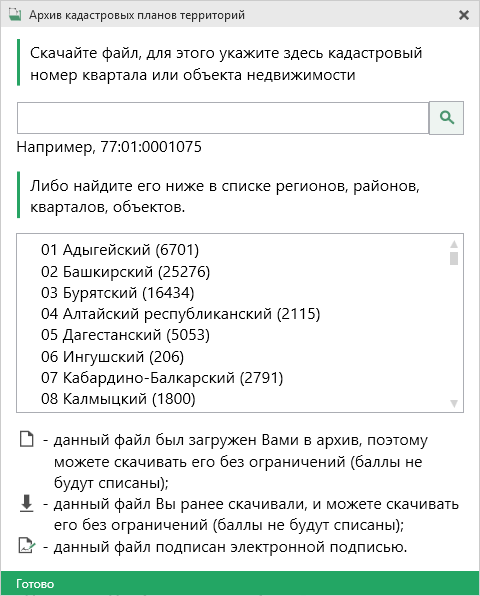 Архив кадастровых планов территорий
Скачайте файл, для этого укажите здесь кадастровый
номер квартала или объекта недвижимости
Например, 77:01:0001075
Либо найдите его ниже в списке регионов, районов,
кварталов, объектов.
01 Адыгейский (6701)
02 Башкирский (25276)
03 Бурятский (16434)
04 Алтайский республиканский (2115)
05 Дагестанский (5053)
06 Ингушский (206)
07 Кабардино-Балкарский (2791)
08 Калмыцкий (1800)
- данный файл был загружен Вами в архив, поэтому
можете скачивать его без ограничений (баллы не
будут списаны);
- данный файл Вы ранее скачивали, и можете скачивать
его без ограничений (баллы не будут списаны);
- данный файл подписан электронной подписью.
Готово